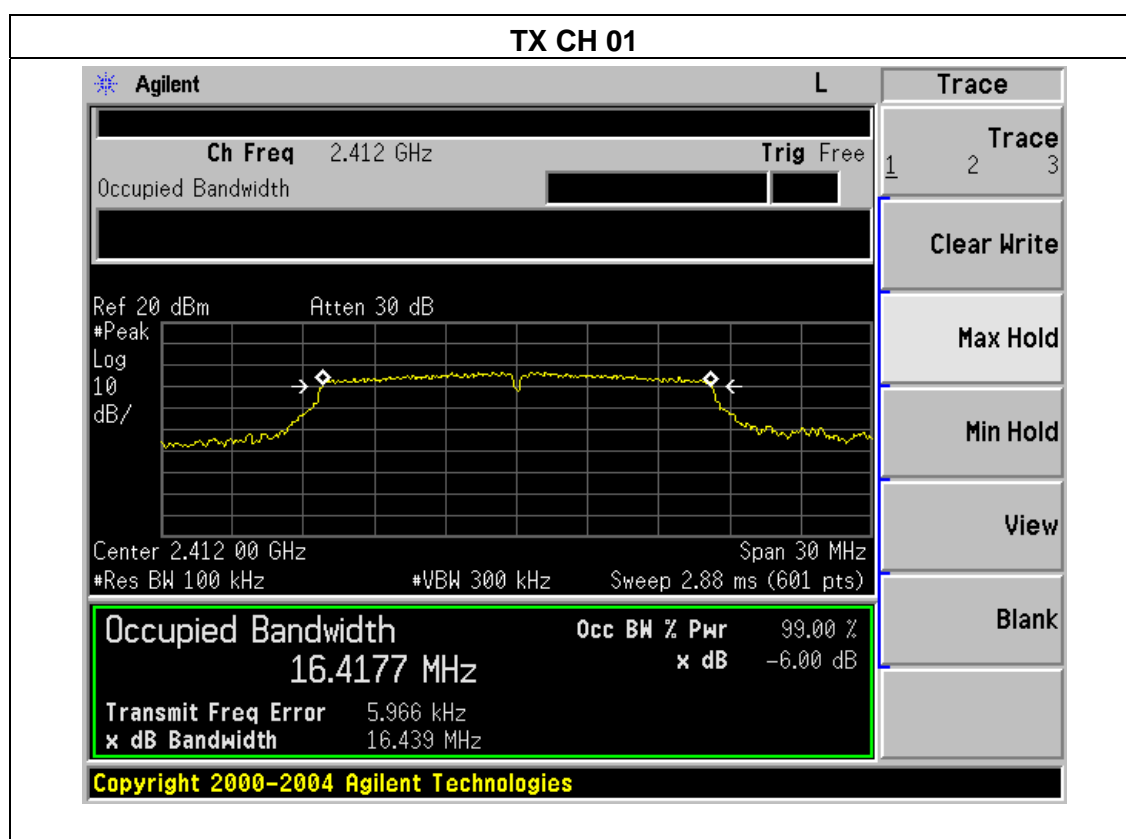 TX CH 01
Agilent L Trace
Ch Freq 2.412 GHz Trig Free
Occupied Bandwidth
Trace
1 2 3
Clear Write
Max Hold
Min Hold
View
Blank
Ref 20 dBm Atten 30 dB
#Peak
Log
10
dB/
Center 2.412 00 GHz Span 30 MHz
#Res BW 100 kHz #VBW 300 kHz Sweep 2.88 ms (601 pts)
Occupied Bandwidth Occ BW % Pwr 99.00 %
16.4177 MHz x dB -6.00 dB
Transmit Freq Error 5.966 kHz
x dB Bandwidth 16.439 MHz
Copyright 2000-2004 Agilent Technologies